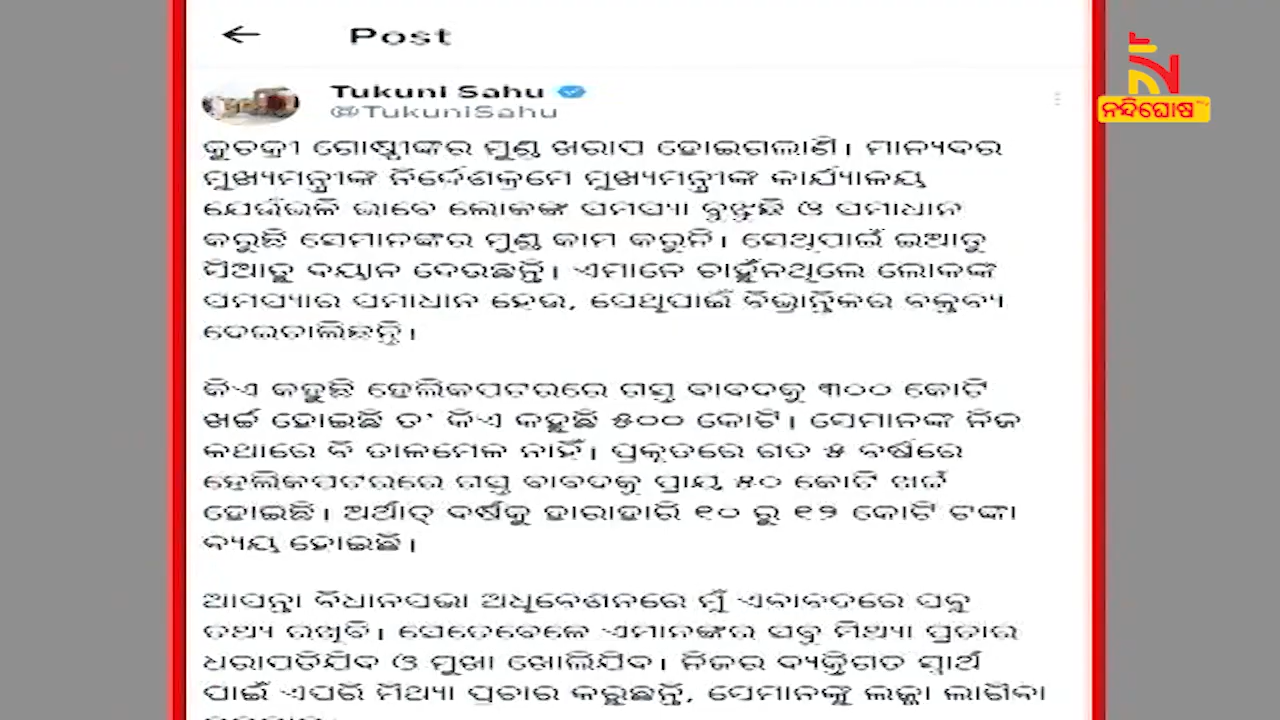 Post
Tukuni Sahu
@TukuniSahu
ନନ୍ଦିଘୋଷ
କୁଚକ୍ରୀ ଗୋଷ୍ଠୀଙ୍କର ମୁଣ୍ଡ ଖରାପ ହୋଇଗଲାଣି। ମାନ୍ୟବର
ମୁଖ୍ୟମନ୍ତ୍ରୀଙ୍କ ନିର୍ଦ୍ଦେଶକ୍ରମେ ମୁଖ୍ୟମନ୍ତ୍ରୀଙ୍କ କାର୍ଯ୍ୟାଳୟ
ଯେଉଁଭଳି ଭାବେ ଲୋକଙ୍କ ସମସ୍ୟା ବୁଝୁଛି ଓ ସମାଧାନ
କରୁଛି ସେମାନଙ୍କର ମୁଣ୍ଡ କାମ କରୁନି। ସେଥିପାଇଁ ଇଆଡୁ
ସିଆଡୁ ବୟାନ ଦେଉଛନ୍ତି। ଏମାନେ ଚାହୁଁନଥିଲେ ଲୋକଙ୍କ
ସମସ୍ୟାର ସମାଧାନ ହେଉ, ସେଥିପାଇଁ ବିଭ୍ରାନ୍ତିକର ବକ୍ତବ୍ୟ
ଦେଇଚାଲିଛନ୍ତି।
କିଏ କହୁଛି ହେଲିକପଟରରେ ଗସ୍ତ ବାବଦକୁ ୩୦୦ କୋଟି
ଖର୍ଚ୍ଚ ହୋଇଛି ତ' କିଏ କହୁଛି ୫୦୦ କୋଟି। ସେମାନଙ୍କ ନିଜ
କଥାରେ ବି ତାଳମେଳ ନାହିଁ। ପ୍ରକୃତରେ ଗତ ୫ ବର୍ଷରେ
ହେଲିକପଟରରେ ଗସ୍ତ ବାବଦକୁ ପ୍ରାୟ ୫୦ କୋଟି ଖର୍ଚ୍ଚ
ହୋଇଛି। ଅର୍ଥାତ୍ ବର୍ଷକୁ ହାରାହାରି ୧୦ ରୁ ୧୨ କୋଟି ଟଙ୍କା
ବ୍ୟୟ ହୋଇଛି।
ଆସନ୍ତା ବିଧାନସଭା ଅଧିବେଶନରେ ମୁଁ ଏବାବଦରେ ସବୁ
ତଥ୍ୟ ରଖିବି। ସେତେବେଳେ ଏମାନଙ୍କର ସବୁ ମିଥ୍ୟା ପ୍ରଚାର
ଧରାପଡିଯିବ ଓ ମୁଖା ଖୋଲିଯିବ। ନିଜର ବ୍ୟକ୍ତିଗତ ସ୍ୱାର୍ଥ
ପାଇଁ ଏପରି ମିଥ୍ୟା ପ୍ରଚାର କରୁଛନ୍ତି, ସେମାନଙ୍କୁ ଲଜ୍ଜା ଲାଗିବା